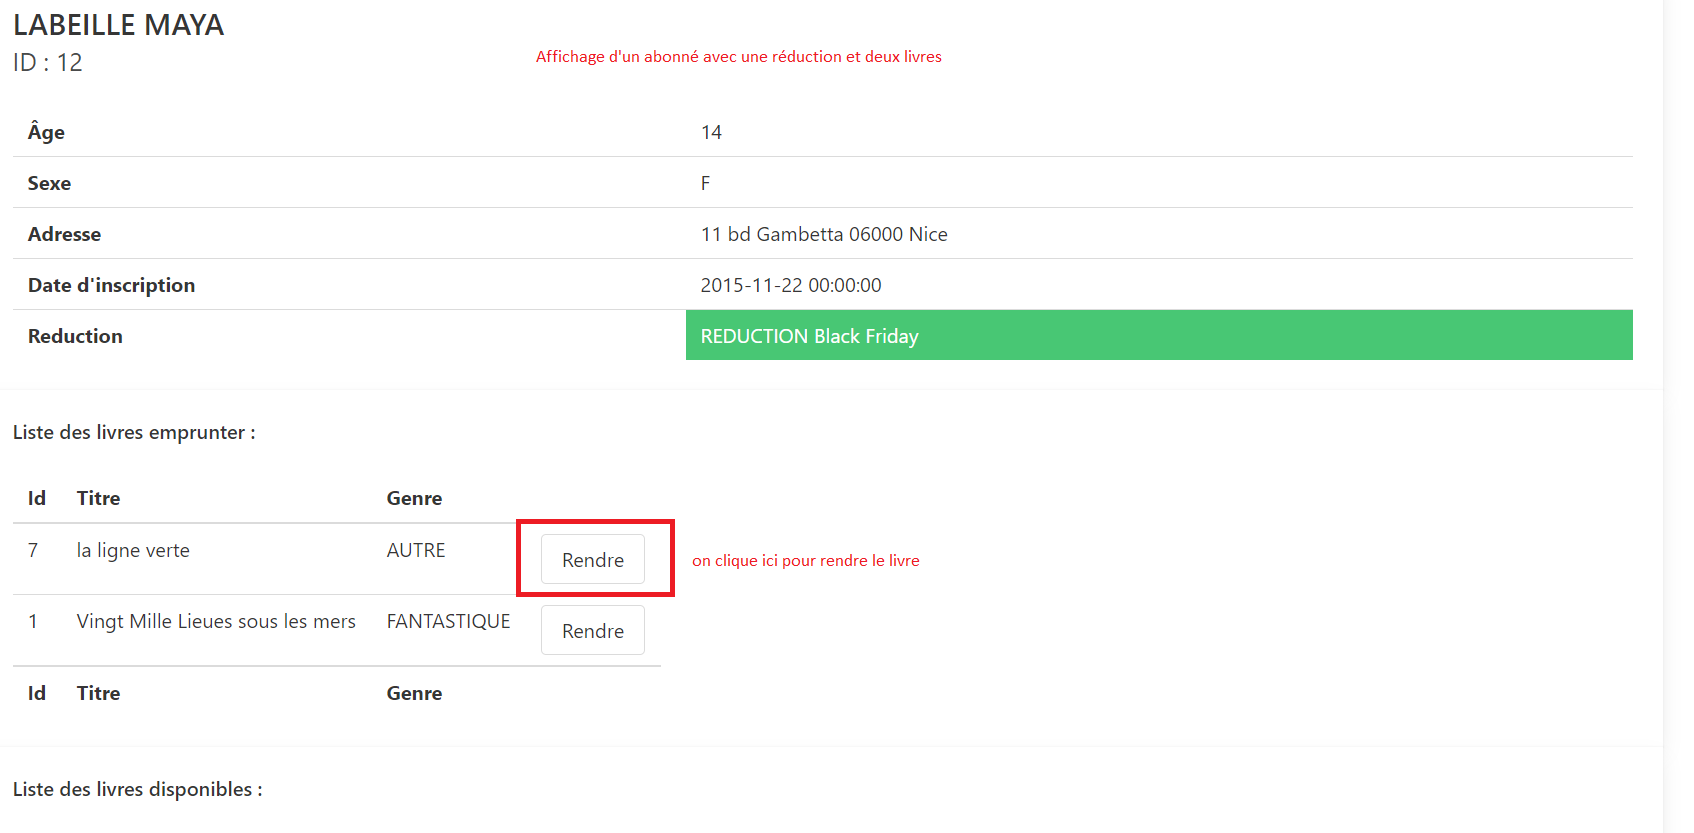 LABEILLE MAYA
ID : 12
Affichage d'un abonné avec une réduction et deux livres
Âge 14
Sexe F
Adresse 11 bd Gambetta 06000 Nice
Date d'inscription 2015-11-22 00:00:00
Reduction REDUCTION Black Friday
Liste des livres emprunter :
Id Titre Genre
7 la ligne verte AUTRE Rendre on clique ici pour rendre le livre
1 Vingt Mille Lieues sous les mers FANTASTIQUE Rendre
Id Titre Genre
Liste des livres disponibles :